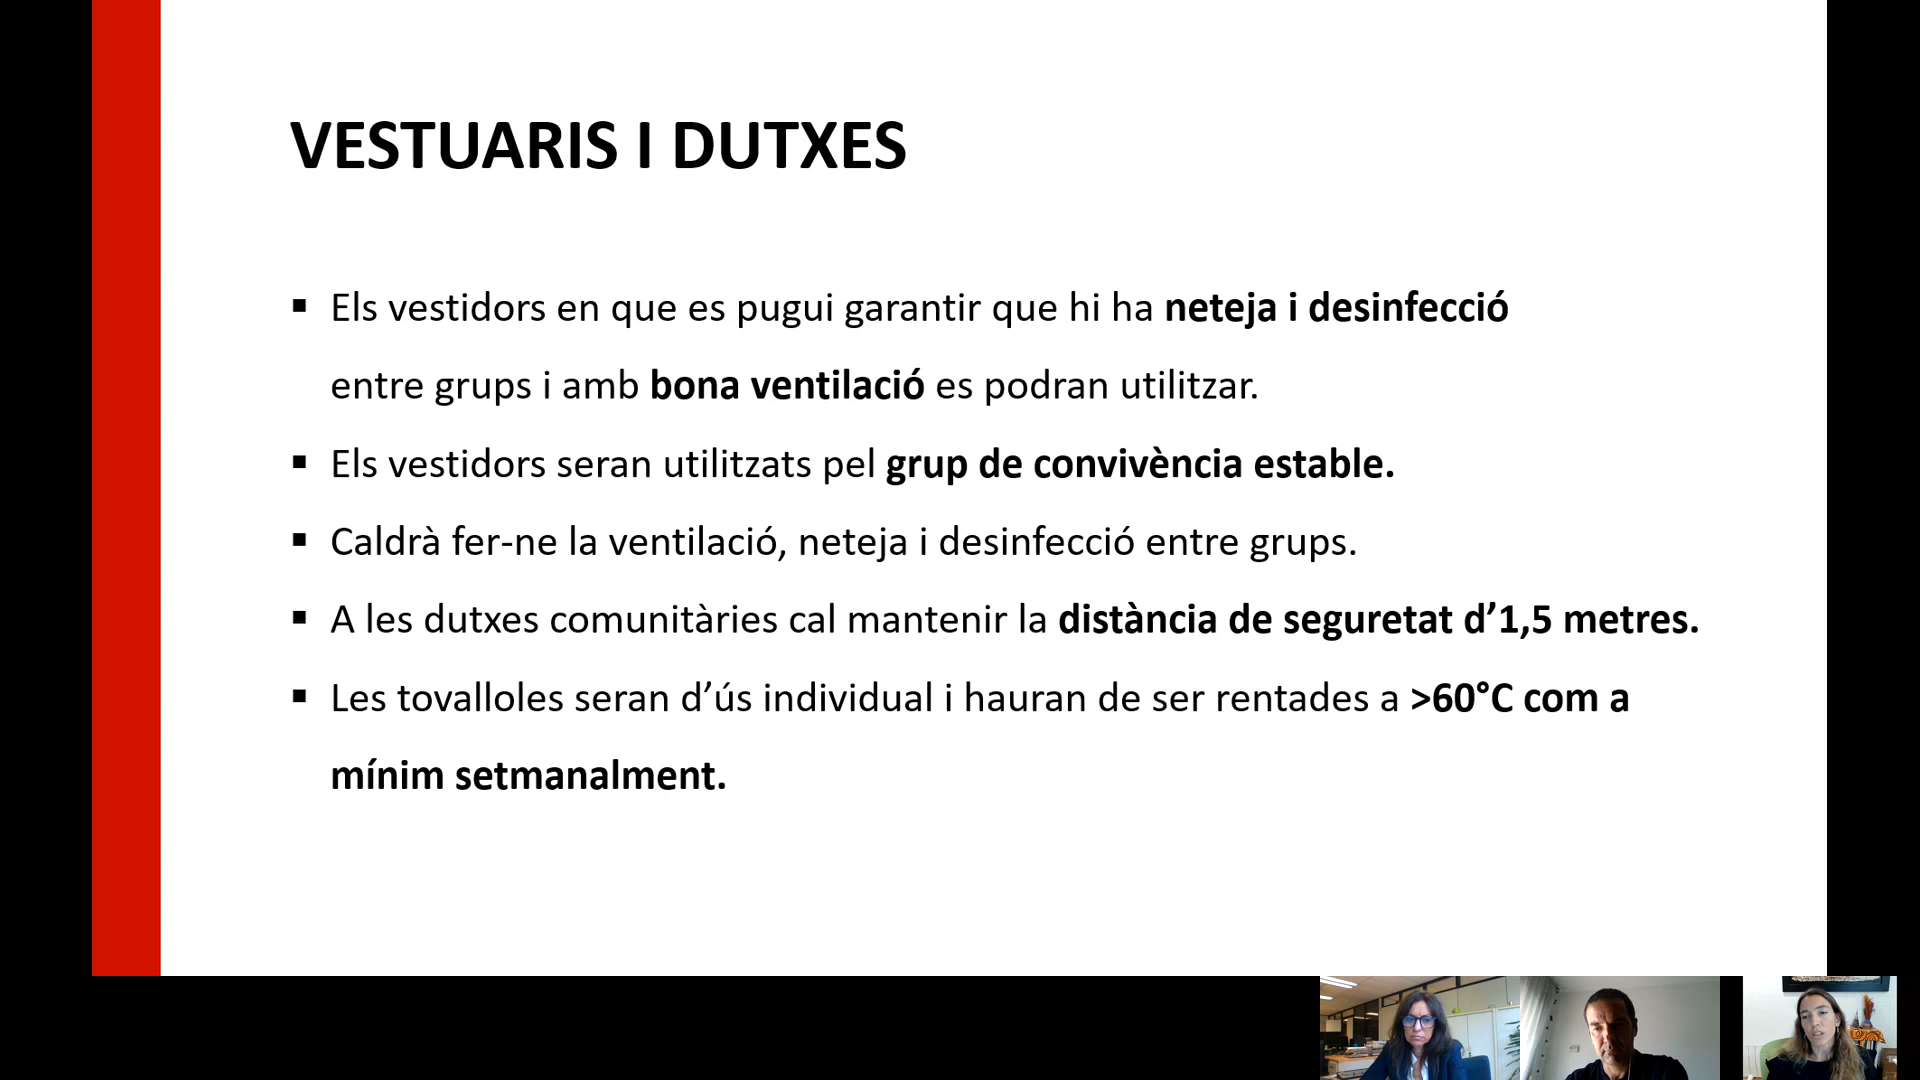 VESTUARIS I DUTXES
▪ Els vestidors en que es pugui garantir que hi ha neteja i desinfecció
entre grups i amb bona ventilació es podran utilitzar.
▪ Els vestidors seran utilitzats pel grup de convivència estable.
▪ Caldrà fer-ne la ventilació, neteja i desinfecció entre grups.
▪ A les dutxes comunitàries cal mantenir la distància de seguretat d’1,5 metres.
▪ Les tovalloles seran d’ús individual i hauran de ser rentades a >60°C com a
mínim setmanalment.